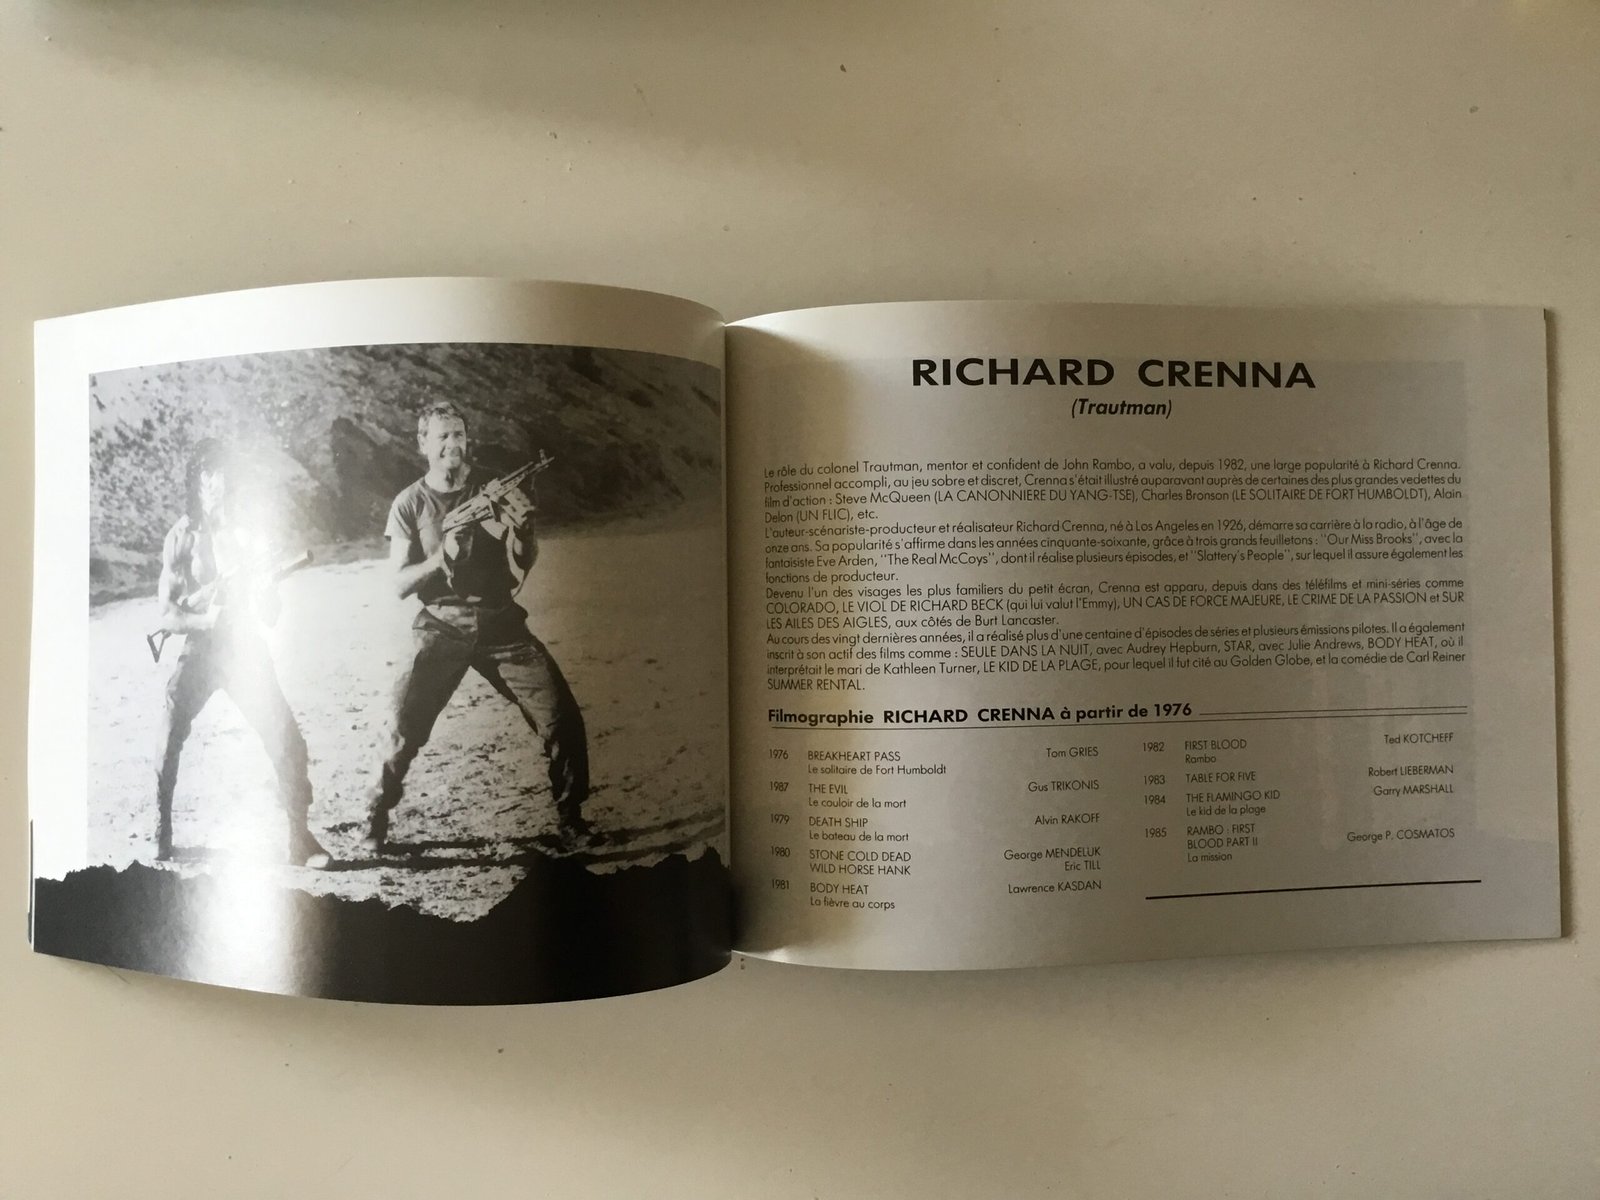 RICHARD CRENNA
(Trautman)
Le rôle du colonel Trautman, mentor et confident de John Rambo, a valu, depuis 1982, une large popularité à Richard Crenna.
Professionnel accompli, au jeu sobre et discret, Crenna s'était illustré auparavant auprès de certaines des plus grandes vedettes du
film d'action : Steve McQueen (LA CANONNIERE DU YANG-TSE), Charles Bronson (LE SOLITAIRE DE FORT HUMBOLDT), Alain
Delon (UN FLIC), etc.
L'auteur-scénariste-producteur et réalisateur Richard Crenna, né à Los Angeles en 1926, démarre sa carrière à la radio, à l'âge de
onze ans. Sa popularité s'affirme dans les années cinquante-soixante, grâce à trois grands feuilletons : "Our Miss Brooks", avec la
fantaisiste Eve Arden, "The Real McCoys", dont il réalise plusieurs épisodes, et "Slattery's People", sur lequel il assure également les
fonctions de producteur.
Devenu l'un des visages les plus familiers du petit écran, Crenna est apparu, depuis dans des téléfilms et mini-séries comme
COLORADO, LE VIOL DE RICHARD BECK (qui lui valut l'Emmy), UN CAS DE FORCE MAJEURE, LE CRIME DE LA PASSION et SUR
LES AILES DES AIGLES, aux côtés de Burt Lancaster.
Au cours des vingt dernières années, il a réalisé plus d'une centaine d'épisodes de séries et plusieurs émissions pilotes. Il a également
inscrit à son actif des films comme : SEULE DANS LA NUIT, avec Audrey Hepburn, STAR, avec Julie Andrews, BODY HEAT, où il
interprétait le mari de Kathleen Turner, LE KID DE LA PLAGE, pour lequel il fut cité au Golden Globe, et la comédie de Carl Reiner
SUMMER RENTAL.
Filmographie RICHARD CRENNA à partir de 1976
1976 BREAKHEART PASS Tom GRIES
Le solitaire de Fort Humboldt
1987 THE EVIL Gus TRIKONIS
Le couloir de la mort
1979 DEATH SHIP Alvin RAKOFF
Le bateau de la mort
1980 STONE COLD DEAD George MENDELUK
WILD HORSE HANK Eric TILL
1981 BODY HEAT Lawrence KASDAN
La fièvre au corps
1982 FIRST BLOOD Ted KOTCHEFF
Rambo
1983 TABLE FOR FIVE Robert LIEBERMAN
1984 THE FLAMINGO KID Garry MARSHALL
Le kid de la plage
1985 RAMBO : FIRST George P. COSMATOS
BLOOD PART II
La mission